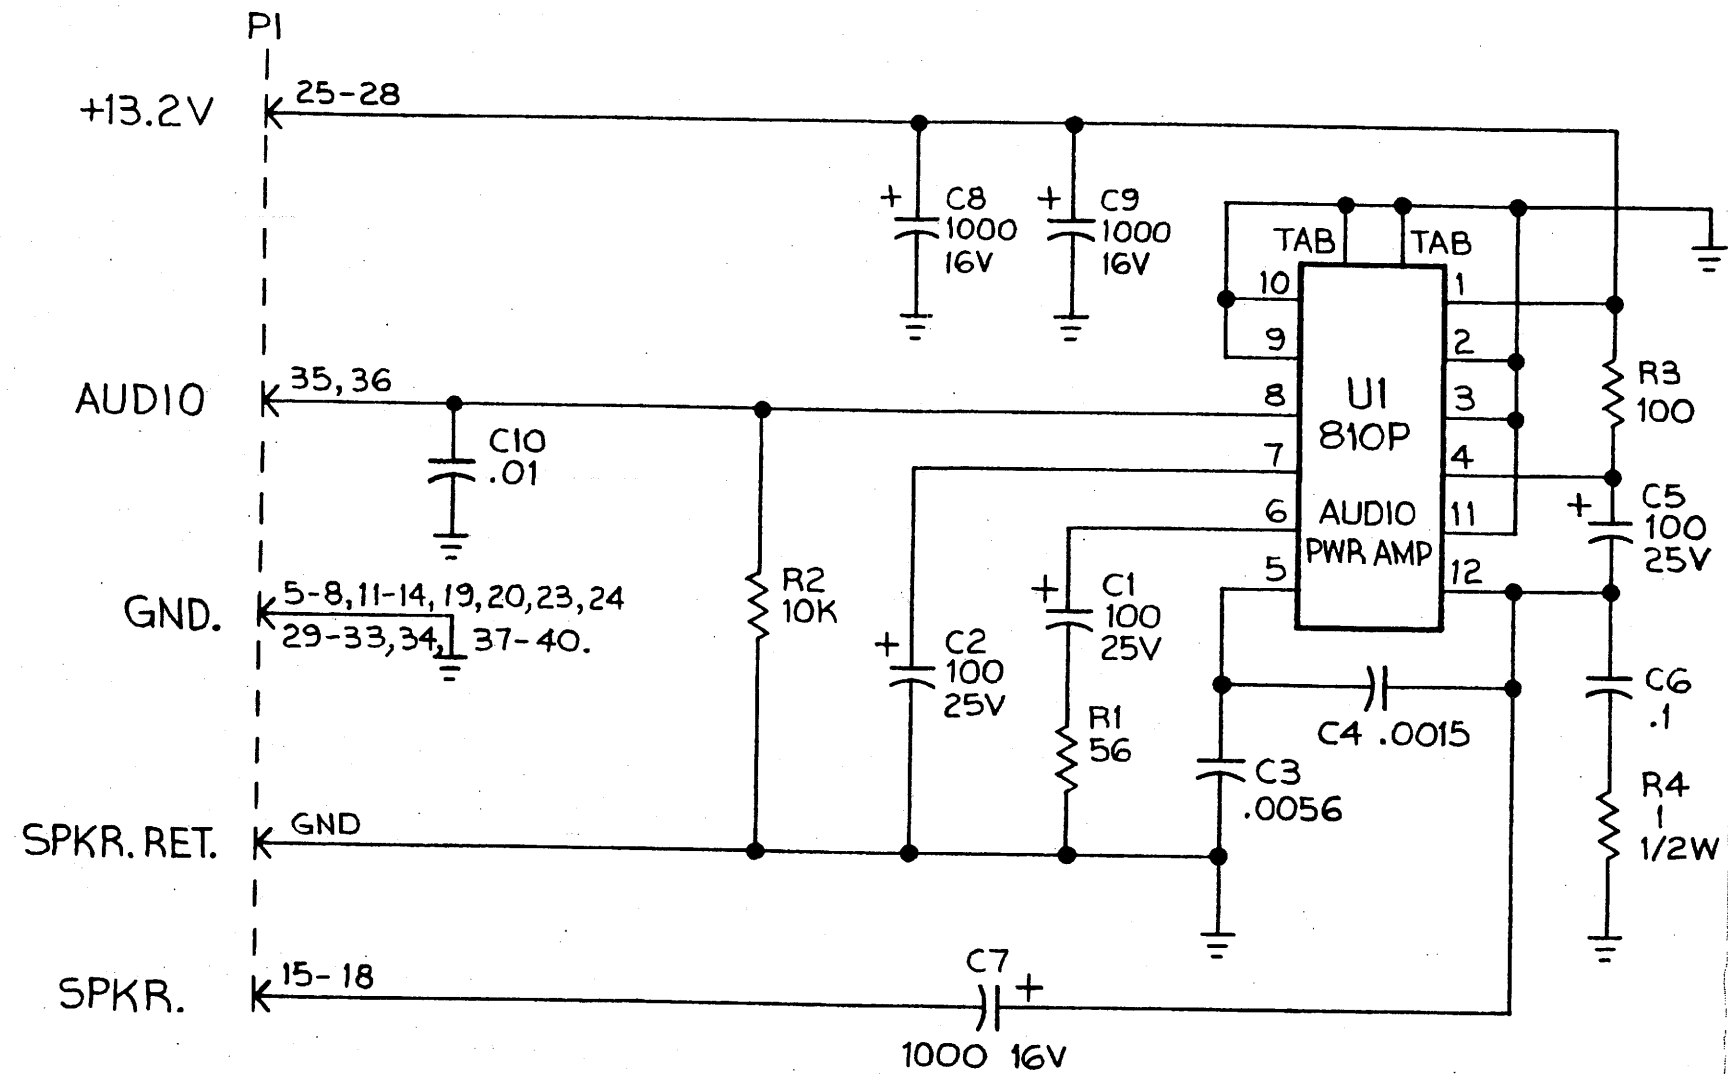 P1
+13.2V
25-28
C8
1000
16V
C9
1000
16V
TAB
TAB
10
9
8
7
6
5
1
2
3
4
11
12
U1
810P
AUDIO
PWR AMP
R3
100
C5
100
25V
AUDIO
35,36
C10
.01
GND.
5-8,11-14,19,20,23,24
29-33,34, 37-40.
R2
10K
C2
100
25V
C1
100
25V
R1
56
C4 .0015
C3
.0056
C6
.1
R4
1
1/2W
SPKR. RET.
GND
SPKR.
15-18
C7
+
1000 16V